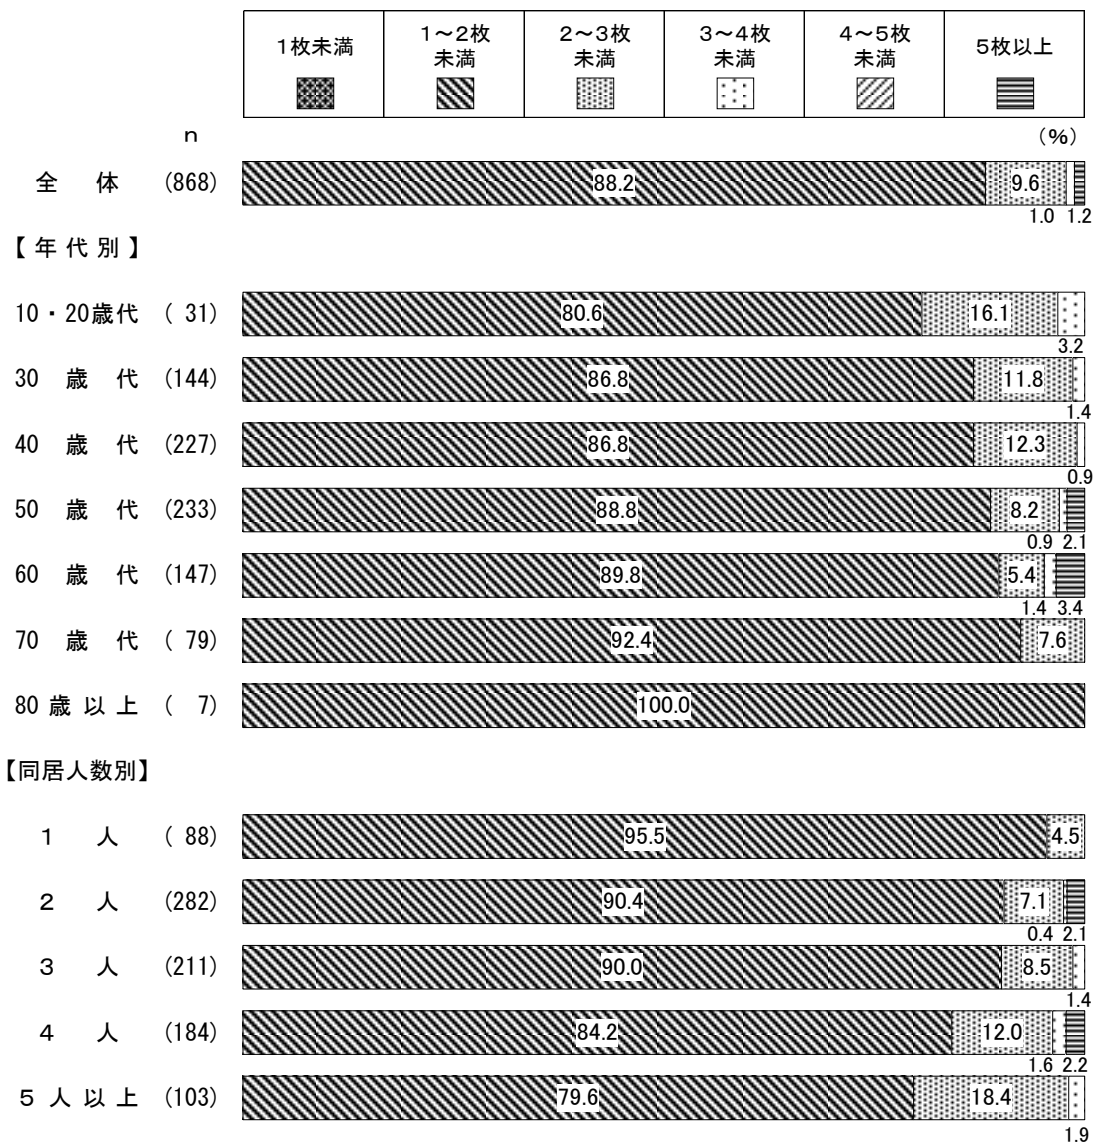 1枚未満 1～2枚未満 2～3枚未満 3～4枚未満 4～5枚未満 5枚以上
n (%)
全 体 (868) 88.2 9.6
1.0 1.2
【年代別】
10・20歳代 ( 31) 80.6 16.1
3.2
30 歳 代 (144) 86.8 11.8
1.4
40 歳 代 (227) 86.8 12.3
0.9
50 歳 代 (233) 88.8 8.2
0.9 2.1
60 歳 代 (147) 89.8 5.4
1.4 3.4
70 歳 代 ( 79) 92.4 7.6
80 歳 以 上 ( 7) 100.0
【同居人数別】
1 人 ( 88) 95.5 4.5
2 人 (282) 90.4 7.1
0.4 2.1
3 人 (211) 90.0 8.5
1.4
4 人 (184) 84.2 12.0
1.6 2.2
5 人 以 上 (103) 79.6 18.4
1.9